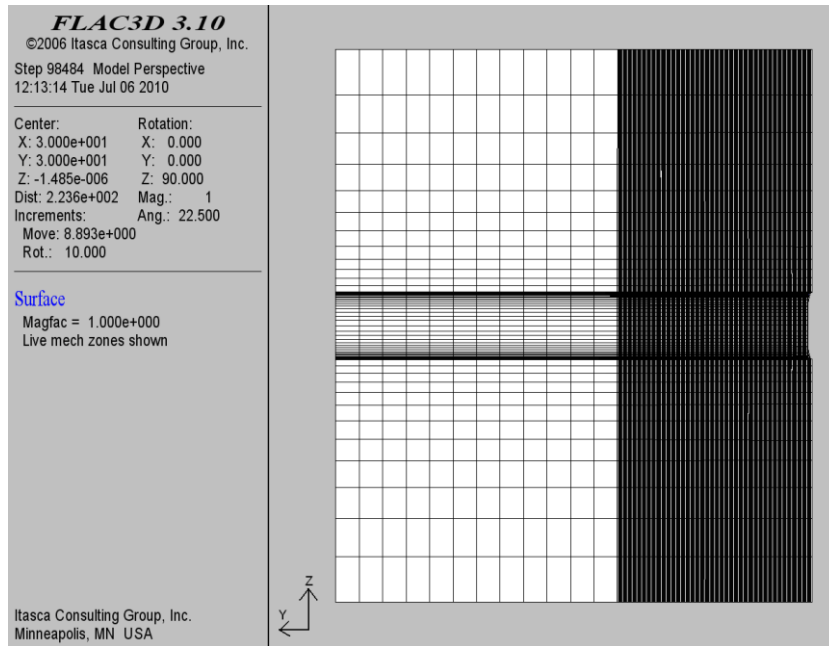 FLAC3D 3.10
©2006 Itasca Consulting Group, Inc.
Step 98484 Model Perspective
12:13:14 Tue Jul 06 2010
Center: Rotation:
X: 3.000e+001 X: 0.000
Y: 3.000e+001 Y: 0.000
Z: -1.485e-006 Z: 90.000
Dist: 2.236e+002 Mag.: 1
Increments: Ang.: 22.500
Move: 8.893e+000
Rot.: 10.000
Surface
Magfac = 1.000e+000
Live mech zones shown
Z
Y
Itasca Consulting Group, Inc.
Minneapolis, MN USA